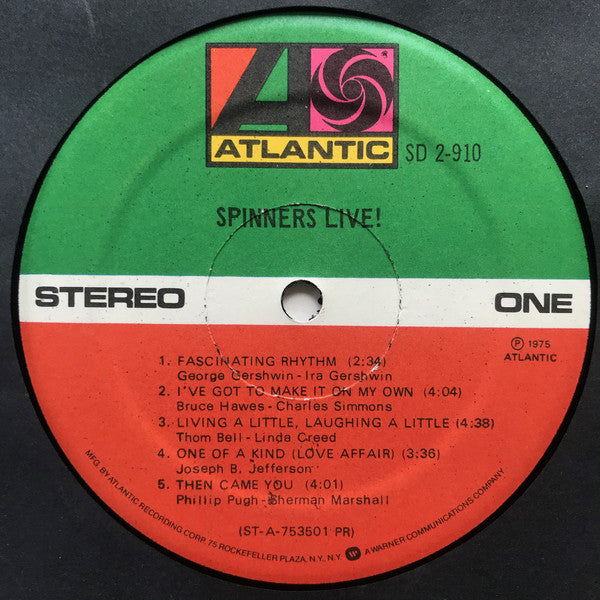 ATLANTIC
SD 2-910
SPINNERS LIVE!
STEREO
ONE
Ⓟ 1975
ATLANTIC
1. FASCINATING RHYTHM (2:34)
George Gershwin - Ira Gershwin
2. I'VE GOT TO MAKE IT ON MY OWN (4:04)
Bruce Hawes - Charles Simmons
3. LIVING A LITTLE, LAUGHING A LITTLE (4:38)
Thom Bell - Linda Creed
4. ONE OF A KIND (LOVE AFFAIR) (3:36)
Joseph B. Jefferson
5. THEN CAME YOU (4:01)
Phillip Pugh - Sherman Marshall
(ST-A-753501 PR)
MFG. BY ATLANTIC RECORDING CORP. 75 ROCKEFELLER PLAZA, N.Y., N.Y. W A WARNER COMMUNICATIONS COMPANY